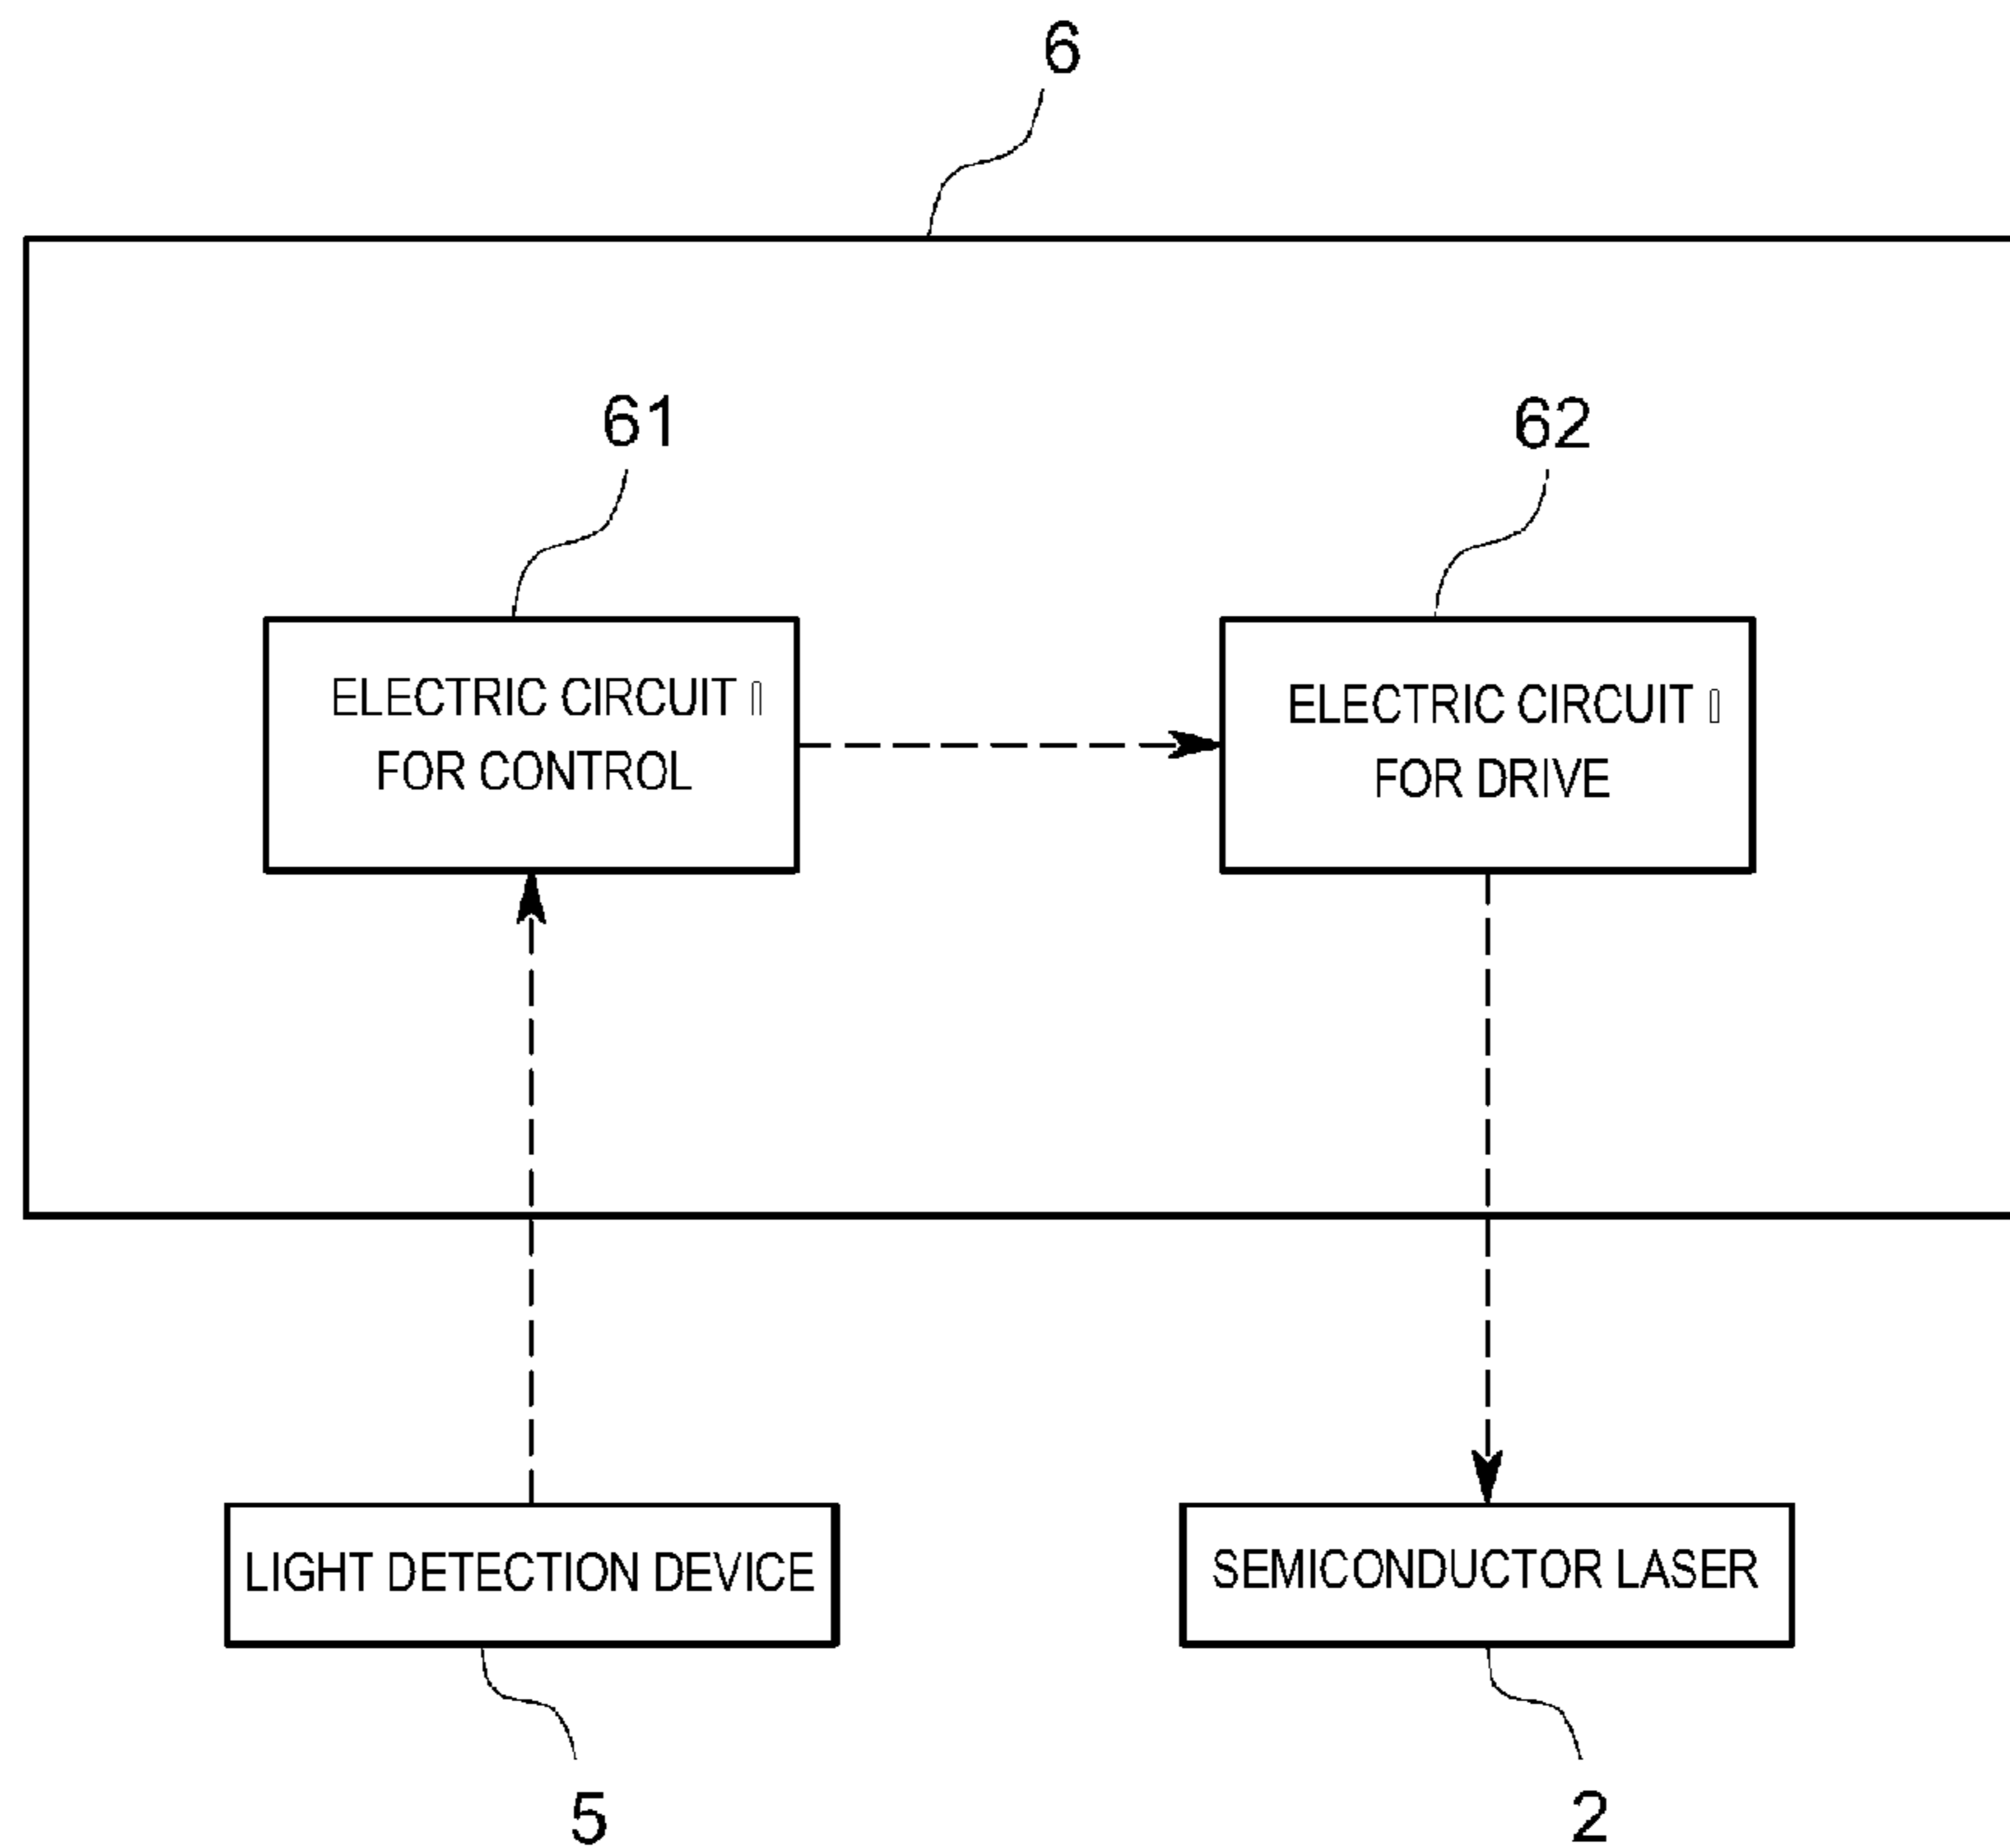 6
61
62
ELECTRIC CIRCUIT
FOR CONTROL
ELECTRIC CIRCUIT
FOR DRIVE
LIGHT DETECTION DEVICE
SEMICONDUCTOR LASER
5
2